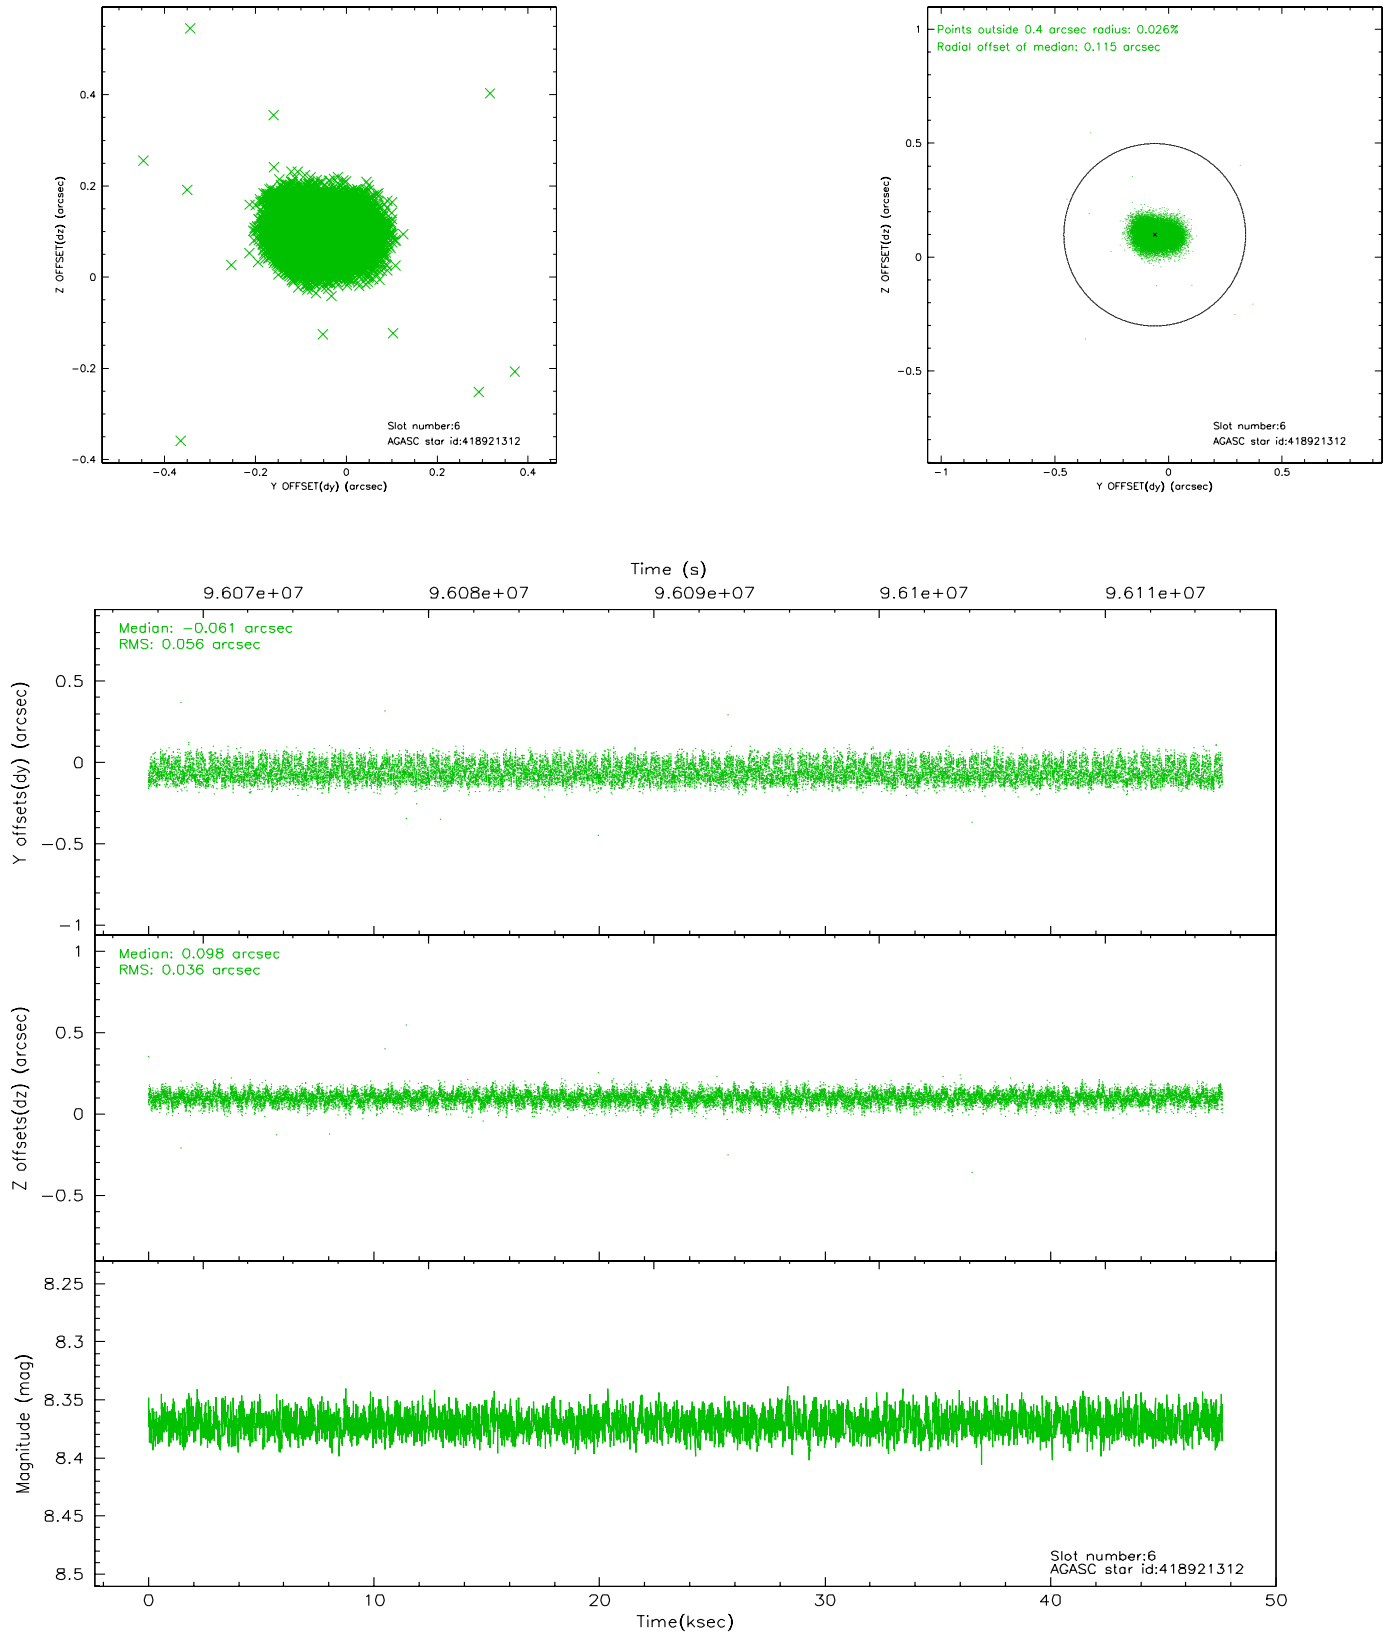 0.4
0.2
0
-0.2
-0.4
Z OFFSET(dz) (arcsec)
Slot number:6
AGASC star id:418921312
-0.4 -0.2 0 0.2 0.4
Y OFFSET(dy) (arcsec)
Points outside 0.4 arcsec radius: 0.026%
Radial offset of median: 0.115 arcsec
1
0.5
0
-0.5
Z OFFSET(dz) (arcsec)
Slot number:6
AGASC star id:418921312
-1 -0.5 0 0.5
Y OFFSET(dy) (arcsec)
Time (s)
9.607e+07 9.608e+07 9.609e+07 9.61e+07 9.611e+07
Median: -0.061 arcsec
RMS: 0.056 arcsec
0.5
0
-0.5
-1
Y offsets(dy) (arcsec)
Median: 0.098 arcsec
RMS: 0.036 arcsec
1
0.5
0
-0.5
Z offsets(dz) (arcsec)
8.25
8.3
8.35
8.4
8.45
8.5
Magnitude (mag)
Slot number:6
AGASC star id:418921312
0 10 20 30 40 50
Time(ksec)